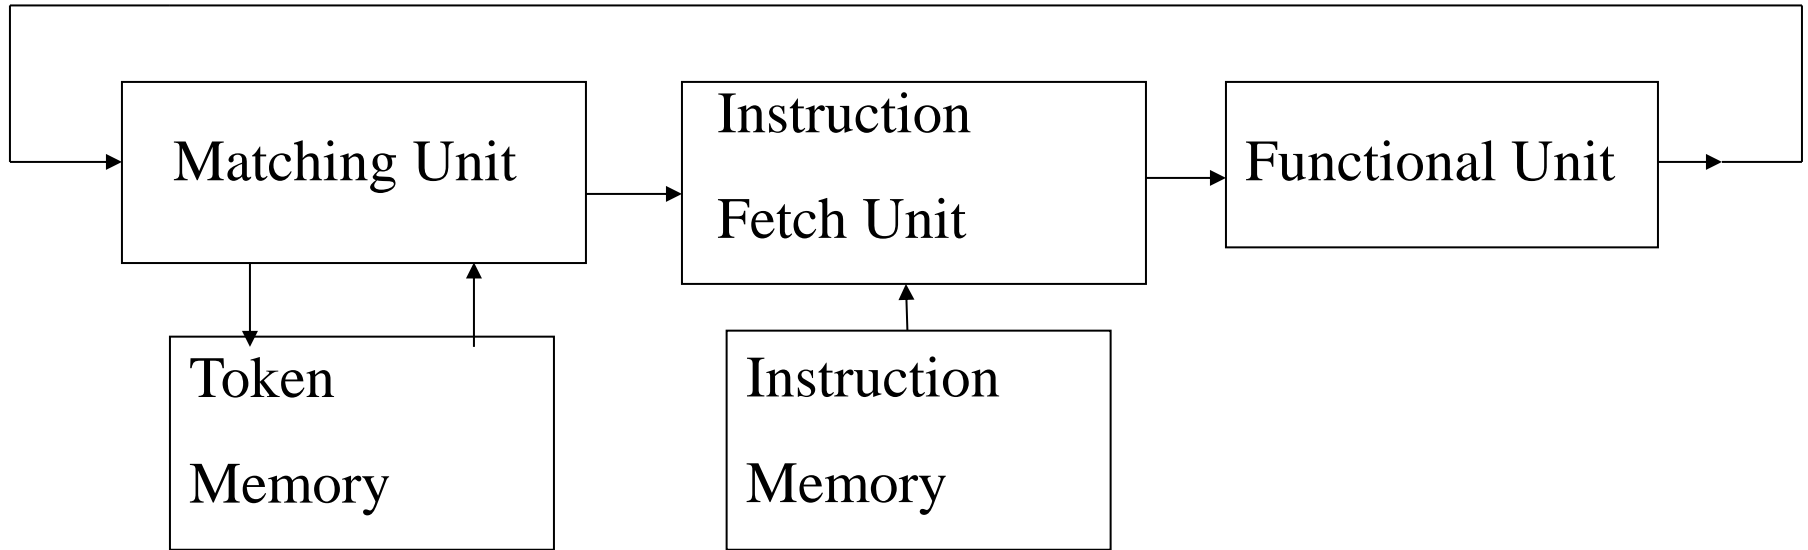 Matching Unit
Instruction
Fetch Unit
Functional Unit
Token
Memory
Instruction
Memory